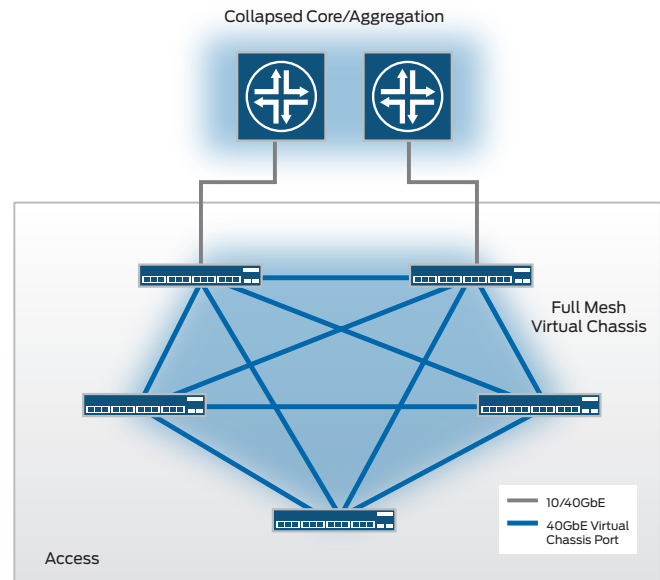 Collapsed Core/Aggregation
Full Mesh
Virtual Chassis
10/40GbE
40GbE Virtual
Chassis Port
Access